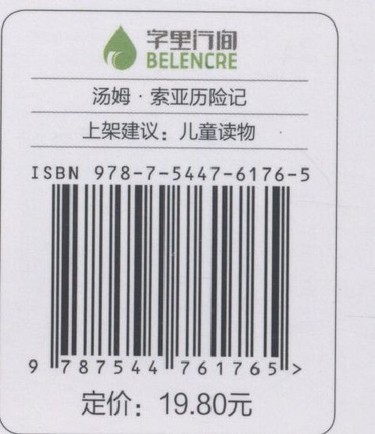 字里行间
BELENCRE
汤姆·索亚历险记
上架建议：儿童读物
ISBN 978-7-5447-6176-5
9 787544 761765 >
定价：19.80元